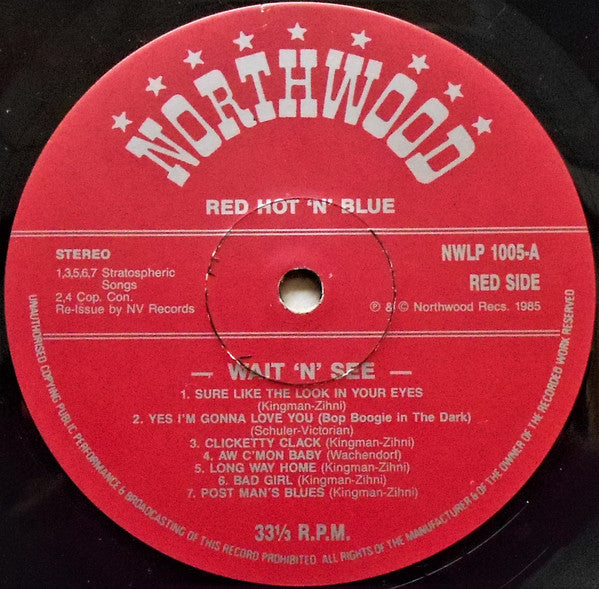 NORTHWOOD
RED HOT 'N' BLUE
STEREO
1,3,5,6,7 Stratospheric
Songs
2,4 Cop. Con.
Re-Issue by NV Records
NWLP 1005-A
RED SIDE
℗ & © Northwood Recs. 1985
— WAIT 'N' SEE —
1. SURE LIKE THE LOOK IN YOUR EYES
(Kingman-Zihni)
2. YES I'M GONNA LOVE YOU (Bop Boogie in The Dark)
(Schuler-Victorian)
3. CLICKETTY CLACK (Kingman-Zihni)
4. AW C'MON BABY (Wachendorf)
5. LONG WAY HOME (Kingman-Zihni)
6. BAD GIRL (Kingman-Zihni)
7. POST MAN'S BLUES (Kingman-Zihni)
33⅓ R.P.M.
UNAUTHORISED COPYING PUBLIC PERFORMANCE & BROADCASTING OF THIS RECORD PROHIBITED. ALL RIGHTS OF THE MANUFACTURER & OF THE OWNER OF THE RECORDED WORK RESERVED